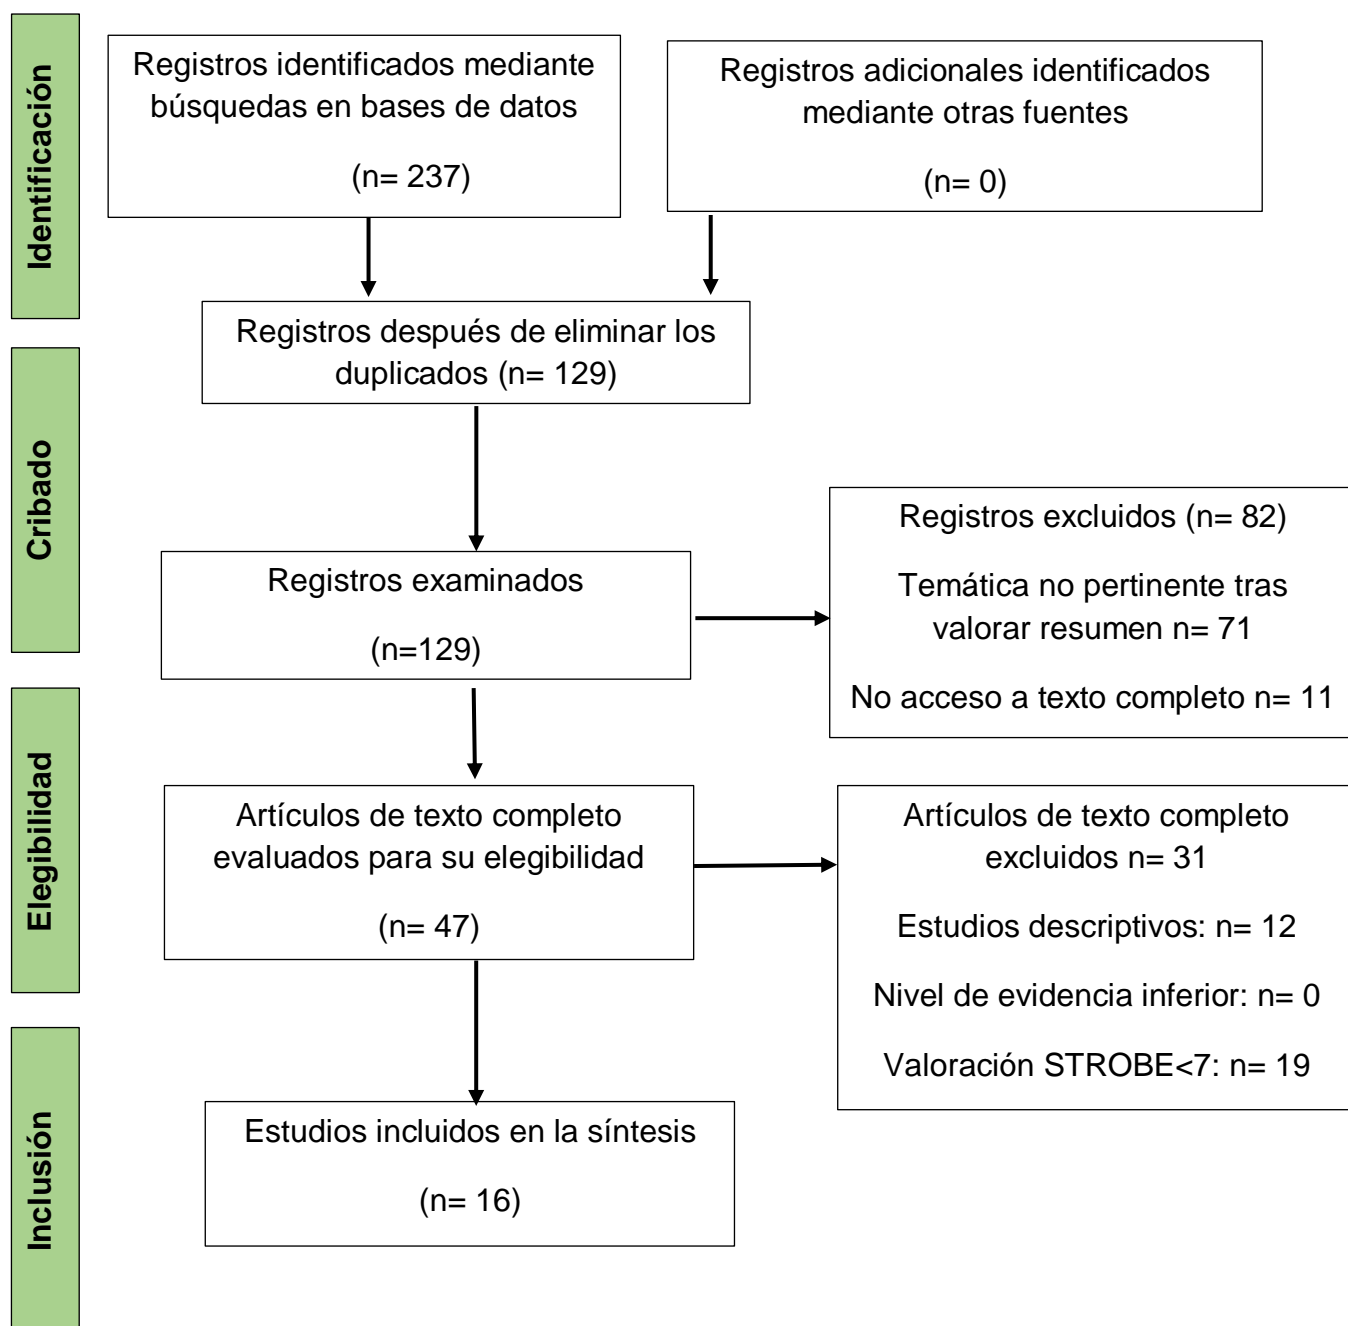 Identificación
Registros identificados mediante
búsquedas en bases de datos
(n= 237)
Registros adicionales identificados
mediante otras fuentes
(n= 0)
Registros después de eliminar los
duplicados (n= 129)
Cribado
Registros examinados
(n=129)
Registros excluidos (n= 82)
Temática no pertinente tras
valorar resumen n= 71
No acceso a texto completo n= 11
Elegibilidad
Artículos de texto completo
evaluados para su elegibilidad
(n= 47)
Artículos de texto completo
excluidos n= 31
Estudios descriptivos: n= 12
Nivel de evidencia inferior: n= 0
Valoración STROBE<7: n= 19
Inclusión
Estudios incluidos en la síntesis
(n= 16)